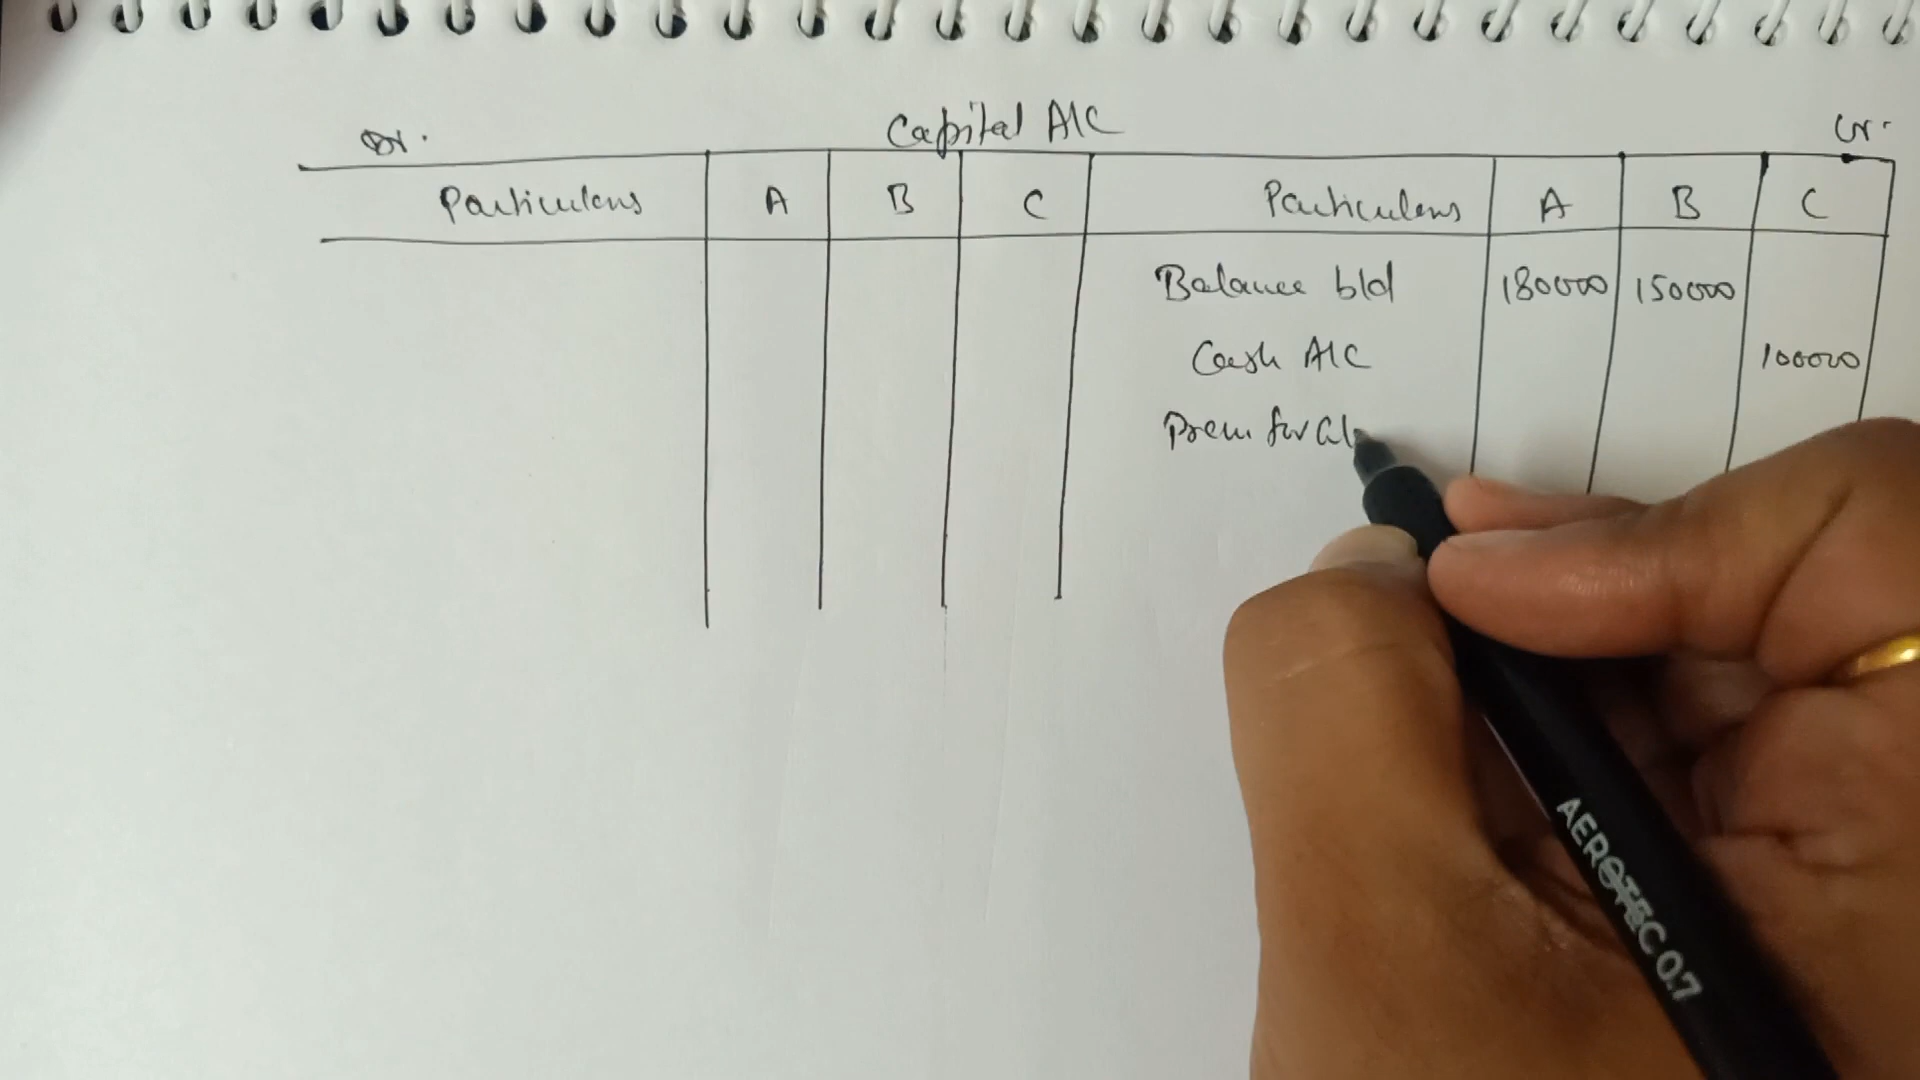 Dr. Capital A/C Cr.
Particulars A B C Particulars A B C
Balance b/d 180000 150000
Cash A/C 100000
Prem for
AEROTEC 0.7